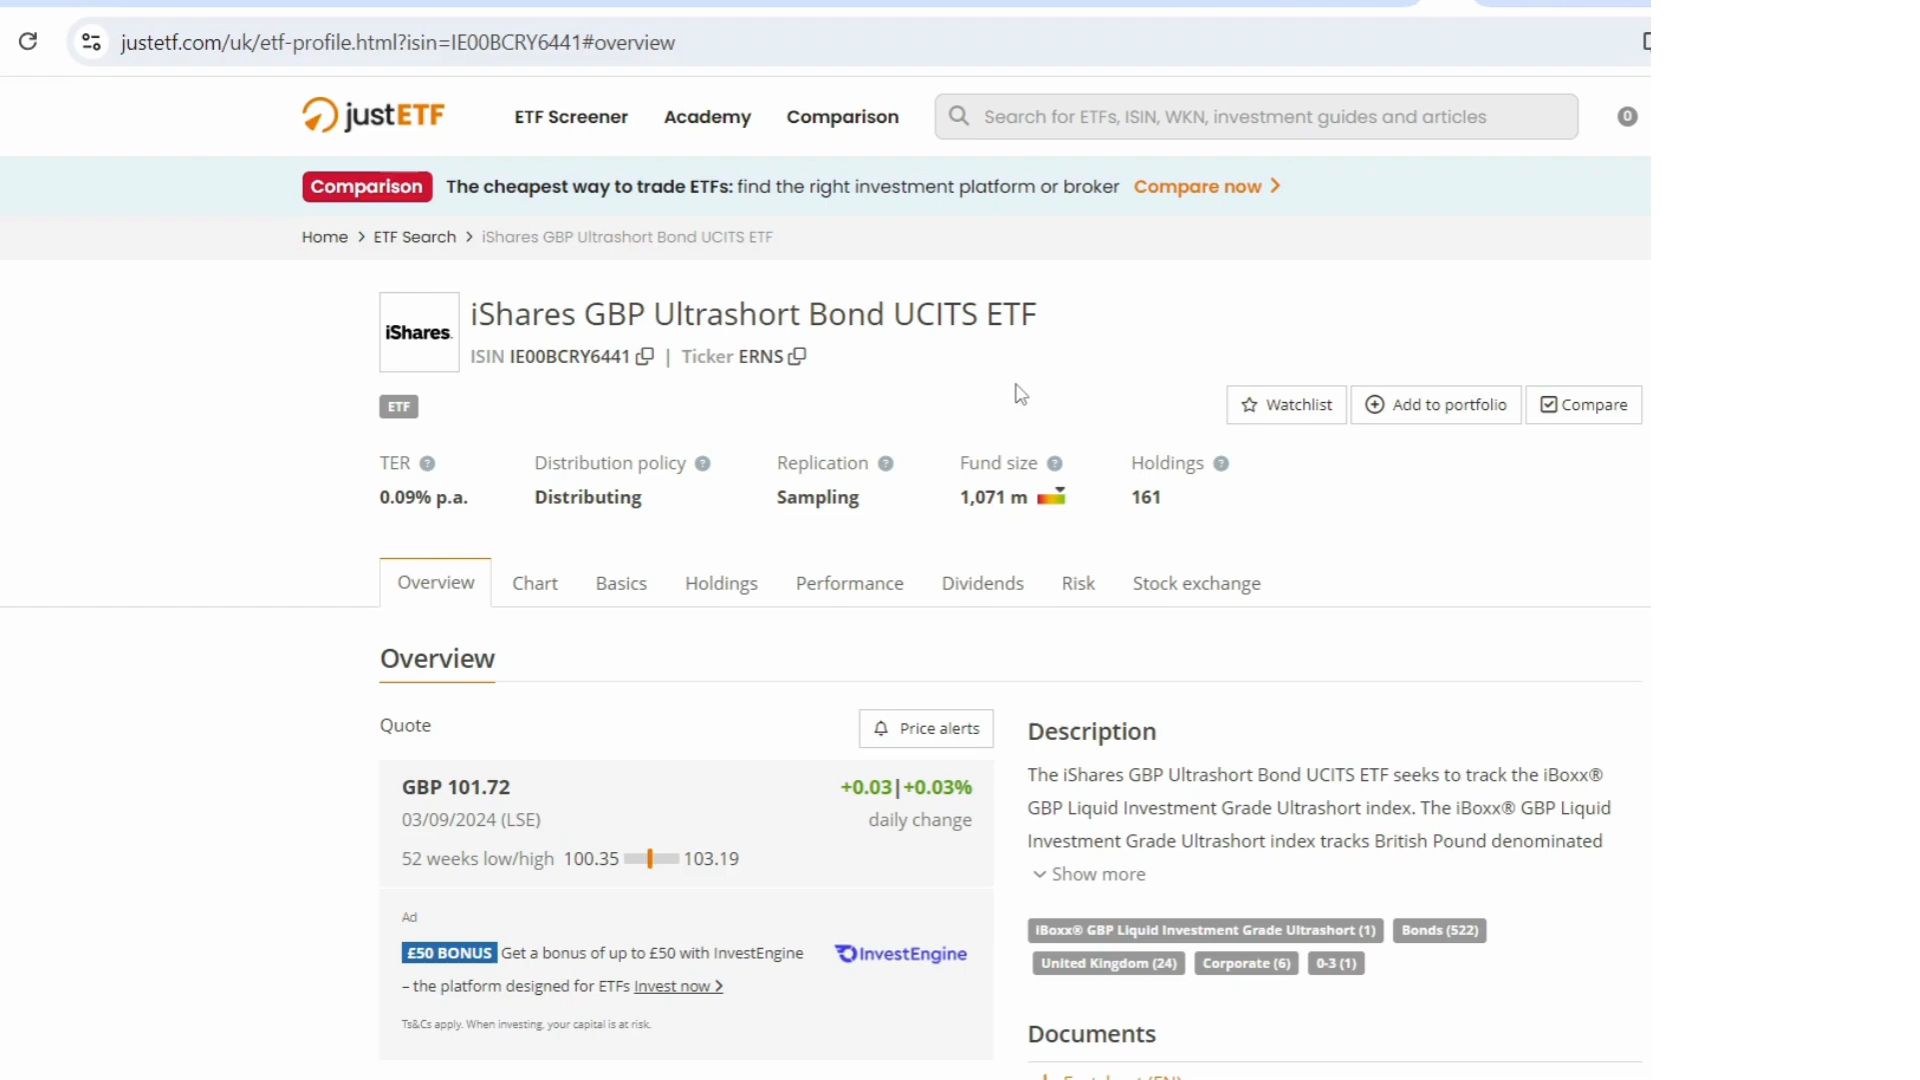 justetf.com/uk/etf-profile.html?isin=IE00BCRY6441#overview
justETF
ETF Screener Academy Comparison Search for ETFs, ISIN, WKN, investment guides and articles 0
Comparison The cheapest way to trade ETFs: find the right investment platform or broker Compare now >
Home > ETF Search > iShares GBP Ultrashort Bond UCITS ETF
iShares.
iShares GBP Ultrashort Bond UCITS ETF
ISIN IE00BCRY6441 | Ticker ERNS
ETF
Watchlist Add to portfolio Compare
TER ? Distribution policy ? Replication ? Fund size ? Holdings ?
0.09% p.a. Distributing Sampling 1,071 m 161
Overview Chart Basics Holdings Performance Dividends Risk Stock exchange
Overview
Quote
Price alerts
GBP 101.72 +0.03|+0.03%
03/09/2024 (LSE) daily change
52 weeks low/high 100.35 103.19
Ad
£50 BONUS Get a bonus of up to £50 with InvestEngine
– the platform designed for ETFs Invest now >
InvestEngine
Ts&Cs apply. When investing, your capital is at risk.
Description
The iShares GBP Ultrashort Bond UCITS ETF seeks to track the iBoxx®
GBP Liquid Investment Grade Ultrashort index. The iBoxx® GBP Liquid
Investment Grade Ultrashort index tracks British Pound denominated
Show more
iBoxx® GBP Liquid Investment Grade Ultrashort (1) Bonds (522)
United Kingdom (24) Corporate (6) 0-3 (1)
Documents